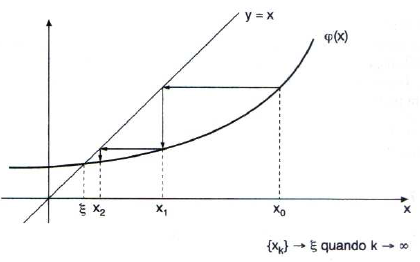 y = x
φ(x)
ξ x₂ x₁ x₀ x
{xₖ} → ξ quando k → ∞